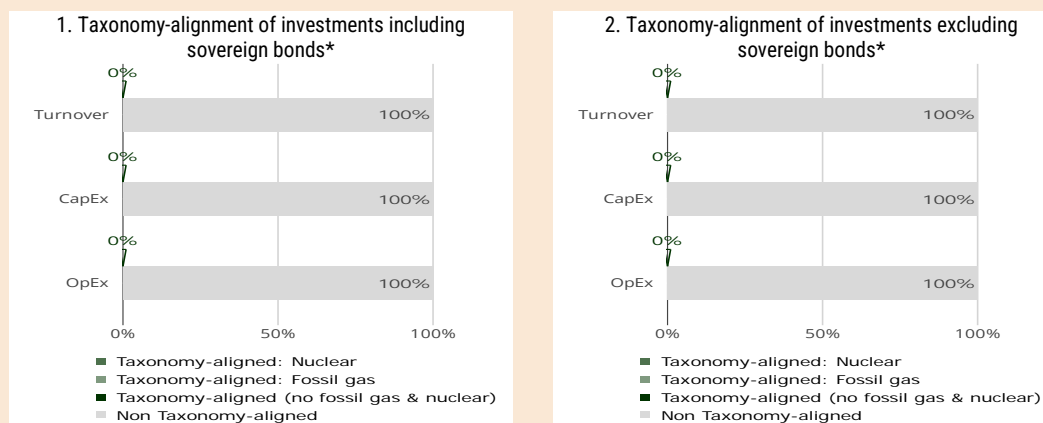 1. Taxonomy-alignment of investments including
sovereign bonds*
0%
Turnover 100%
0%
CapEx 100%
0%
OpEx 100%
0% 50% 100%
Taxonomy-aligned: Nuclear
Taxonomy-aligned: Fossil gas
Taxonomy-aligned (no fossil gas & nuclear)
Non Taxonomy-aligned
2. Taxonomy-alignment of investments excluding
sovereign bonds*
0%
Turnover 100%
0%
CapEx 100%
0%
OpEx 100%
0% 50% 100%
Taxonomy-aligned: Nuclear
Taxonomy-aligned: Fossil gas
Taxonomy-aligned (no fossil gas & nuclear)
Non Taxonomy-aligned